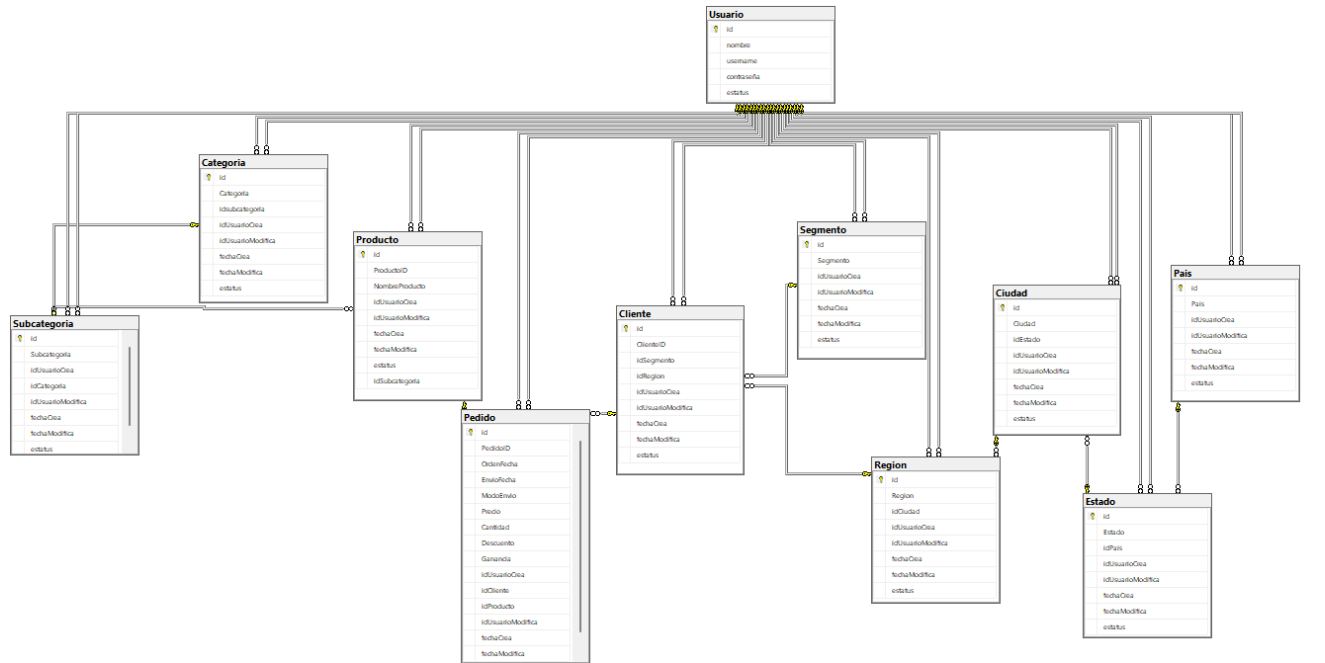 Usuario
id
nombre
username
contraseña
estatus
Categoria
id
Categoria
idsubcategoria
idUsuarioCrea
idUsuarioModifica
fechaCrea
fechaModifica
estatus
Producto
id
ProductoID
NombreProducto
idUsuarioCrea
idUsuarioModifica
fechaCrea
fechaModifica
estatus
idSubcategoria
Segmento
id
Segmento
idUsuarioCrea
idUsuarioModifica
fechaCrea
fechaModifica
estatus
Pais
id
Pais
idUsuarioCrea
idUsuarioModifica
fechaCrea
fechaModifica
estatus
Ciudad
id
Ciudad
idEstado
idUsuarioCrea
idUsuarioModifica
fechaCrea
fechaModifica
estatus
Cliente
id
ClienteID
idSegmento
idRegion
idUsuarioCrea
idUsuarioModifica
fechaCrea
fechaModifica
estatus
Subcategoria
id
Subcategoria
idUsuarioCrea
idCategoria
idUsuarioModifica
fechaCrea
fechaModifica
estatus
Pedido
id
PedidoID
OrdenFecha
EnvioFecha
ModoEnvio
Precio
Cantidad
Descuento
Ganancia
idUsuarioCrea
idCliente
idProducto
idUsuarioModifica
fechaCrea
fechaModifica
Region
id
Region
idCiudad
idUsuarioCrea
idUsuarioModifica
fechaCrea
fechaModifica
estatus
Estado
id
Estado
idPais
idUsuarioCrea
idUsuarioModifica
fechaCrea
fechaModifica
estatus